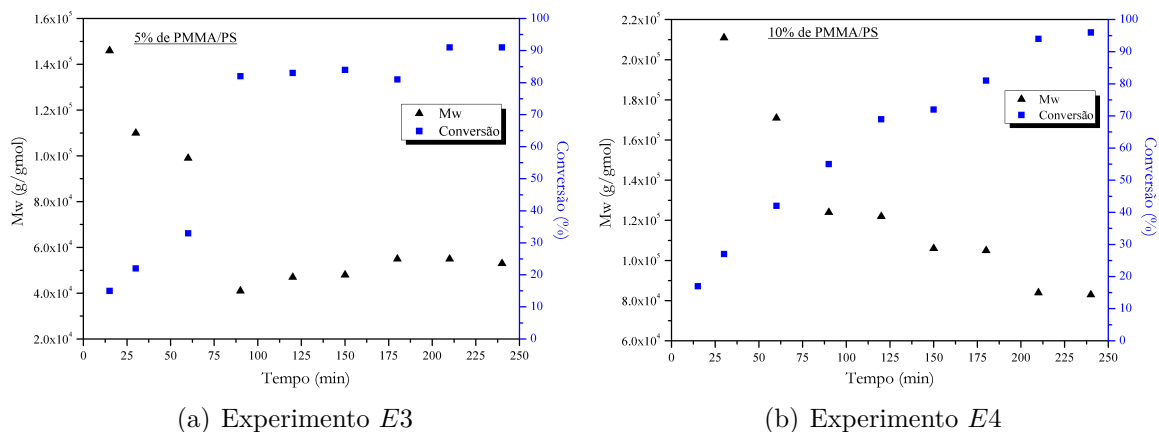 5% de PMMA/PS
Mw (g/gmol)
1.6x10⁵
1.4x10⁵
1.2x10⁵
1.0x10⁵
8.0x10⁴
6.0x10⁴
4.0x10⁴
2.0x10⁴
0 25 50 75 100 125 150 175 200 225 250
Tempo (min)
100
90
80
70
60
50
40
30
20
10
0
Conversão (%)
Mw
Conversão
(a) Experimento E3
10% de PMMA/PS
Mw (g/gmol)
2.2x10⁵
2.0x10⁵
1.8x10⁵
1.6x10⁵
1.4x10⁵
1.2x10⁵
1.0x10⁵
8.0x10⁴
6.0x10⁴
0 25 50 75 100 125 150 175 200 225 250
Tempo (min)
100
90
80
70
60
50
40
30
20
10
0
Conversão (%)
Mw
Conversão
(b) Experimento E4